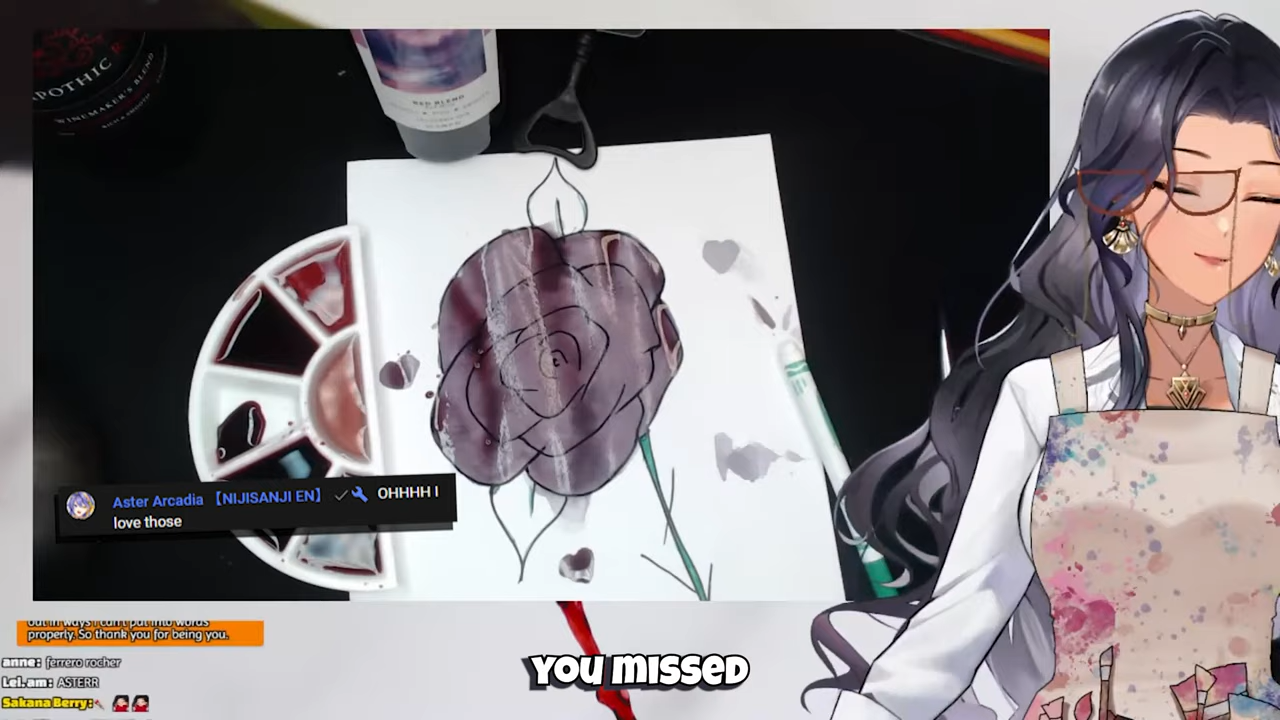 POTHIC
WINEMAKER'S BLEND
RED BLEND
Aster Arcadia 【NIJISANJI EN】 OHHHH I
love those
out in ways I can't put into words
properly. So thank you for being you.
anne: ferrero rocher
Lel.am: ASTERR
Sakana Berry:
YOU MISSED